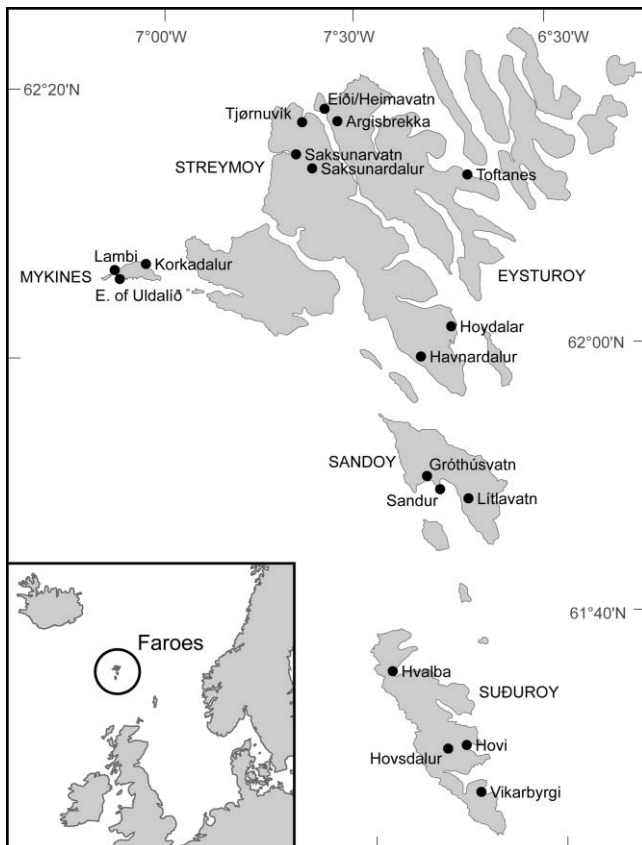 7°00'W
7°30'W
6°30'W
62°20'N
Eiði/Heimavatn
Tjørnuvík
Argisbrekka
Saksunarvatn
STREYMOY
Saksunardalur
Toftanes
Lambi
Korkadalur
MYKINES
E. of Uldalíð
EYSTUROY
Hoydalar
62°00'N
Havnardalur
SANDOY
Gróthúsvatn
Sandur
Lítlavatn
61°40'N
Faroes
Hvalba
SUÐUROY
Hovi
Hovsdalur
Vikarbyrgi